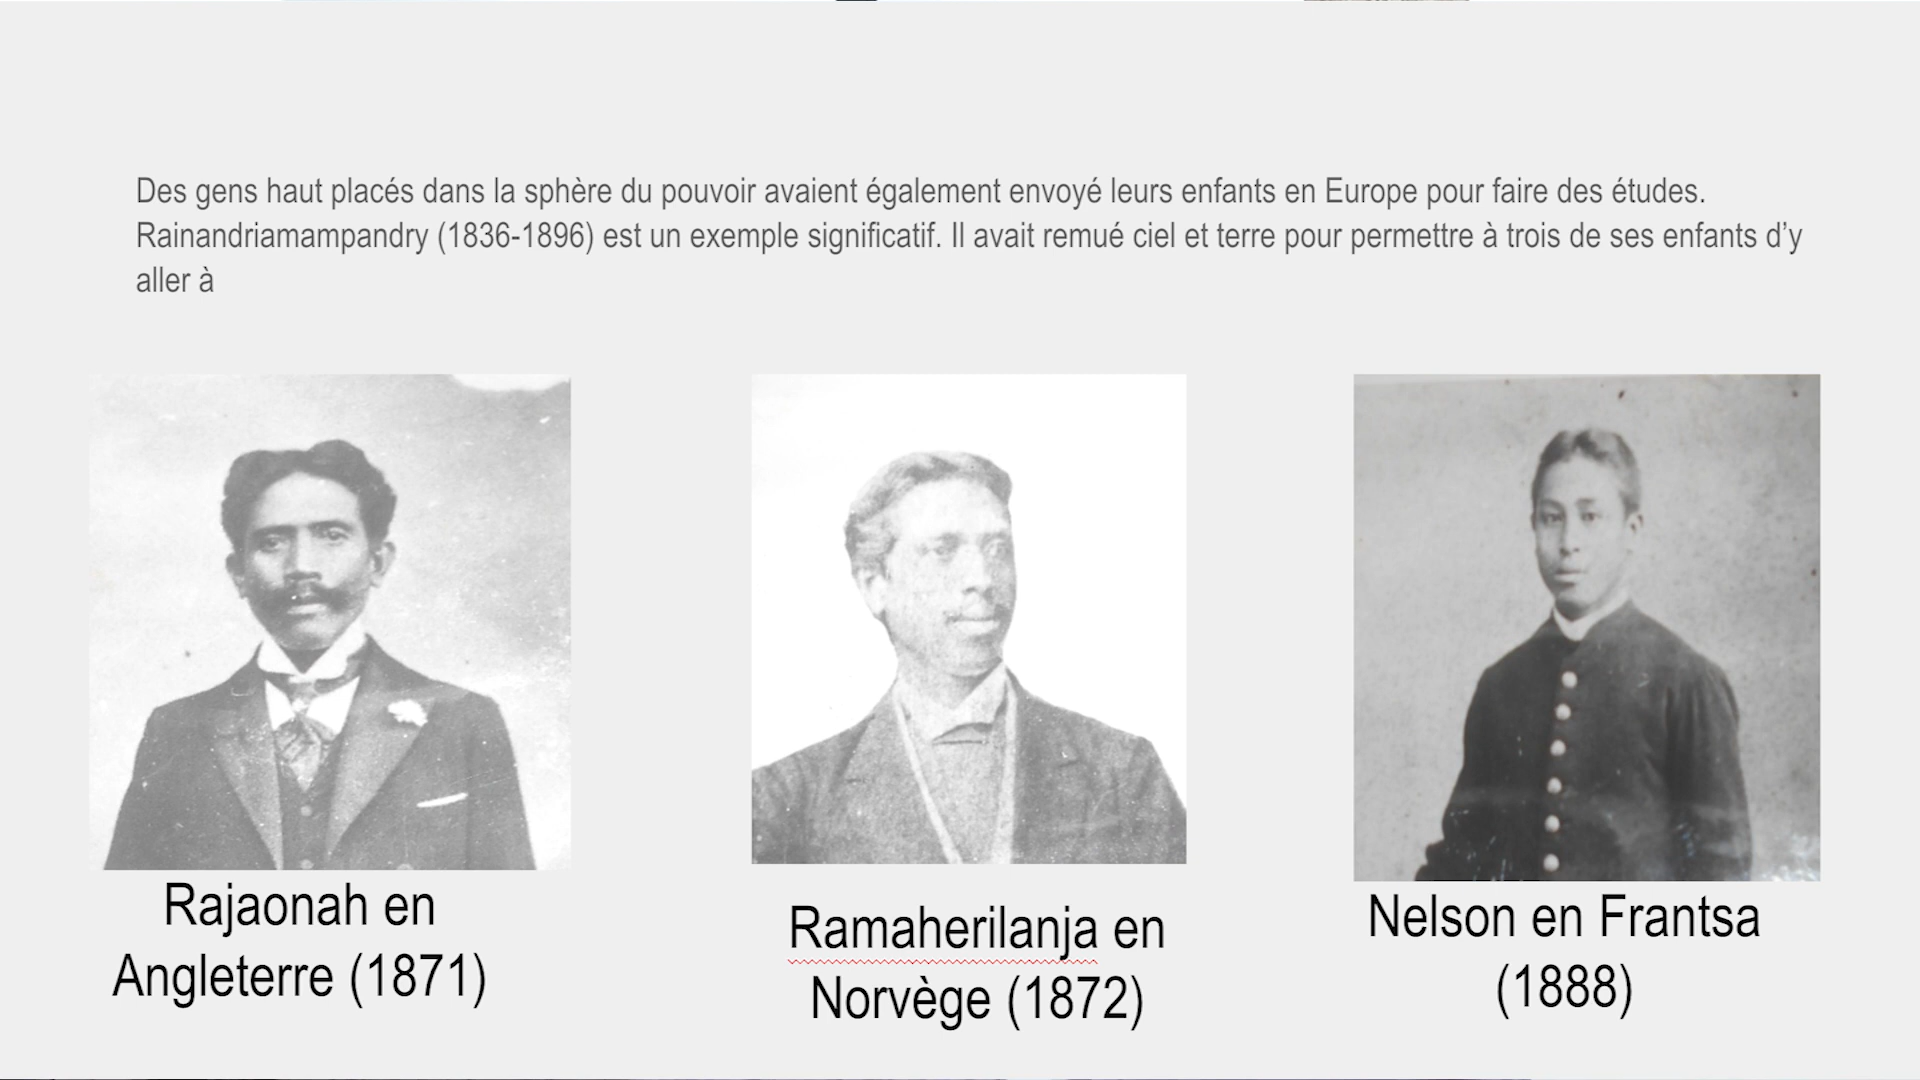 Des gens haut placés dans la sphère du pouvoir avaient également envoyé leurs enfants en Europe pour faire des études.
Rainandriamampandry (1836-1896) est un exemple significatif. Il avait remué ciel et terre pour permettre à trois de ses enfants d’y
aller à
Rajaonah en
Angleterre (1871)
Ramaherilanja en
Norvège (1872)
Nelson en Frantsa
(1888)